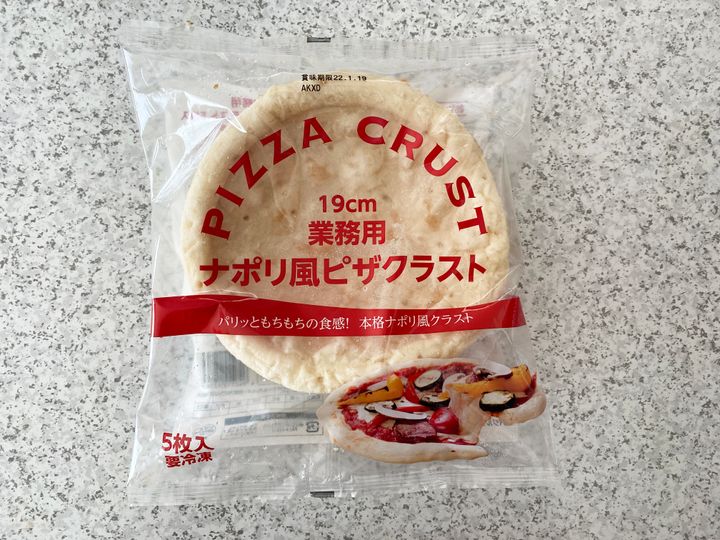 賞味期限22.1.19
AKXD
PIZZA CRUST
19cm
業務用
ナポリ風ピザクラスト
パリッともちもちの食感! 本格ナポリ風クラスト
5枚入
要冷凍